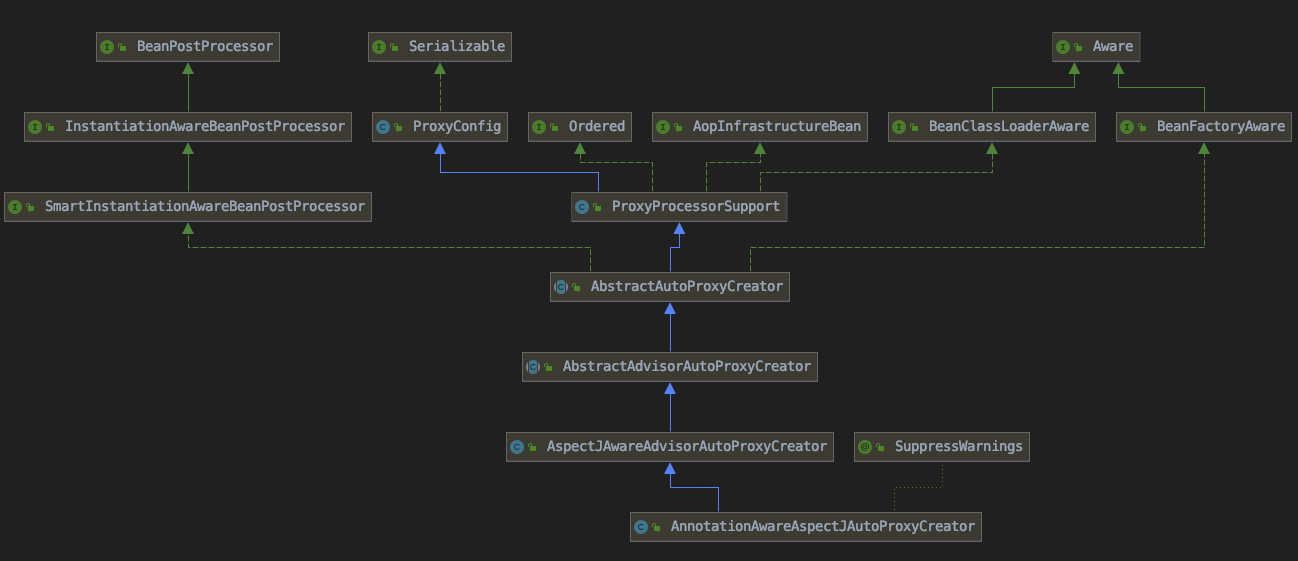 BeanPostProcessor
Serializable
Aware
InstantiationAwareBeanPostProcessor
ProxyConfig
Ordered
AopInfrastructureBean
BeanClassLoaderAware
BeanFactoryAware
SmartInstantiationAwareBeanPostProcessor
ProxyProcessorSupport
AbstractAutoProxyCreator
AbstractAdvisorAutoProxyCreator
AspectJAwareAdvisorAutoProxyCreator
SuppressWarnings
AnnotationAwareAspectJAutoProxyCreator